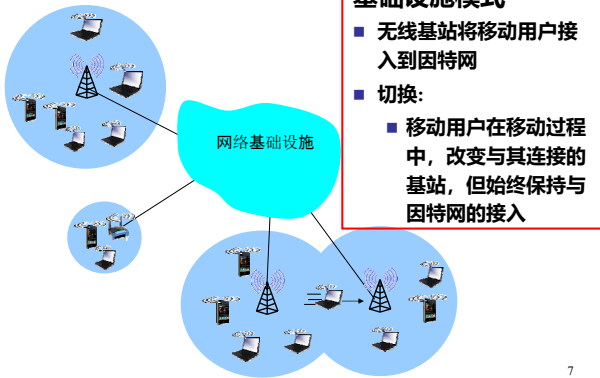 基础设施模式
■ 无线基站将移动用户接
入到因特网
■ 切换:
■ 移动用户在移动过程
中，改变与其连接的
基站，但始终保持与
因特网的接入
网络基础设施
7